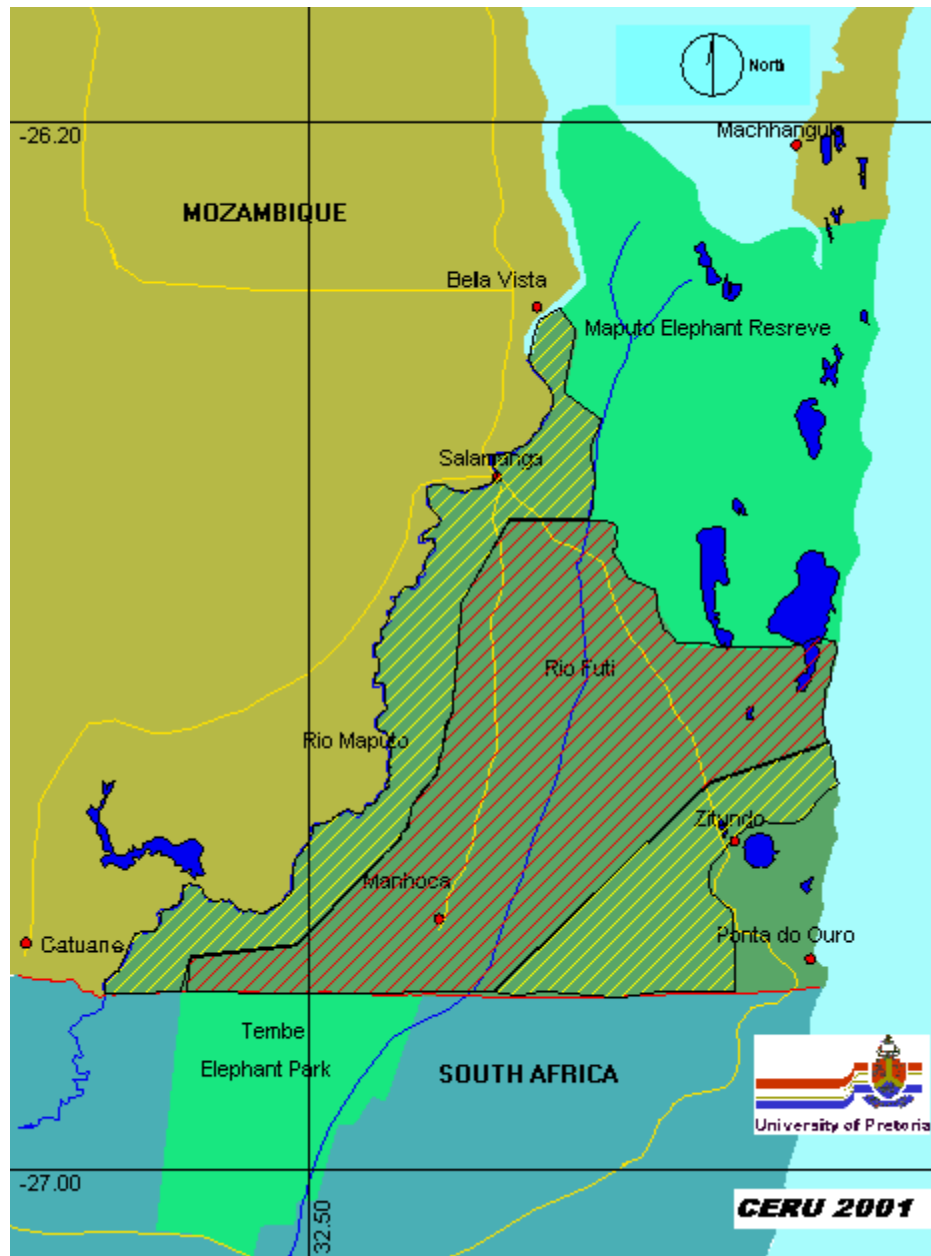 North
-26.20
Machhangula
MOZAMBIQUE
Bella Vista
Maputo Elephant Resreve
Salamanga
Rio Futi
Rio Maputo
Zitundo
Manhoca
Catuane
Ponta do Ouro
Tembe
Elephant Park
SOUTH AFRICA
University of Pretoria
-27.00
32.50
CERU 2001